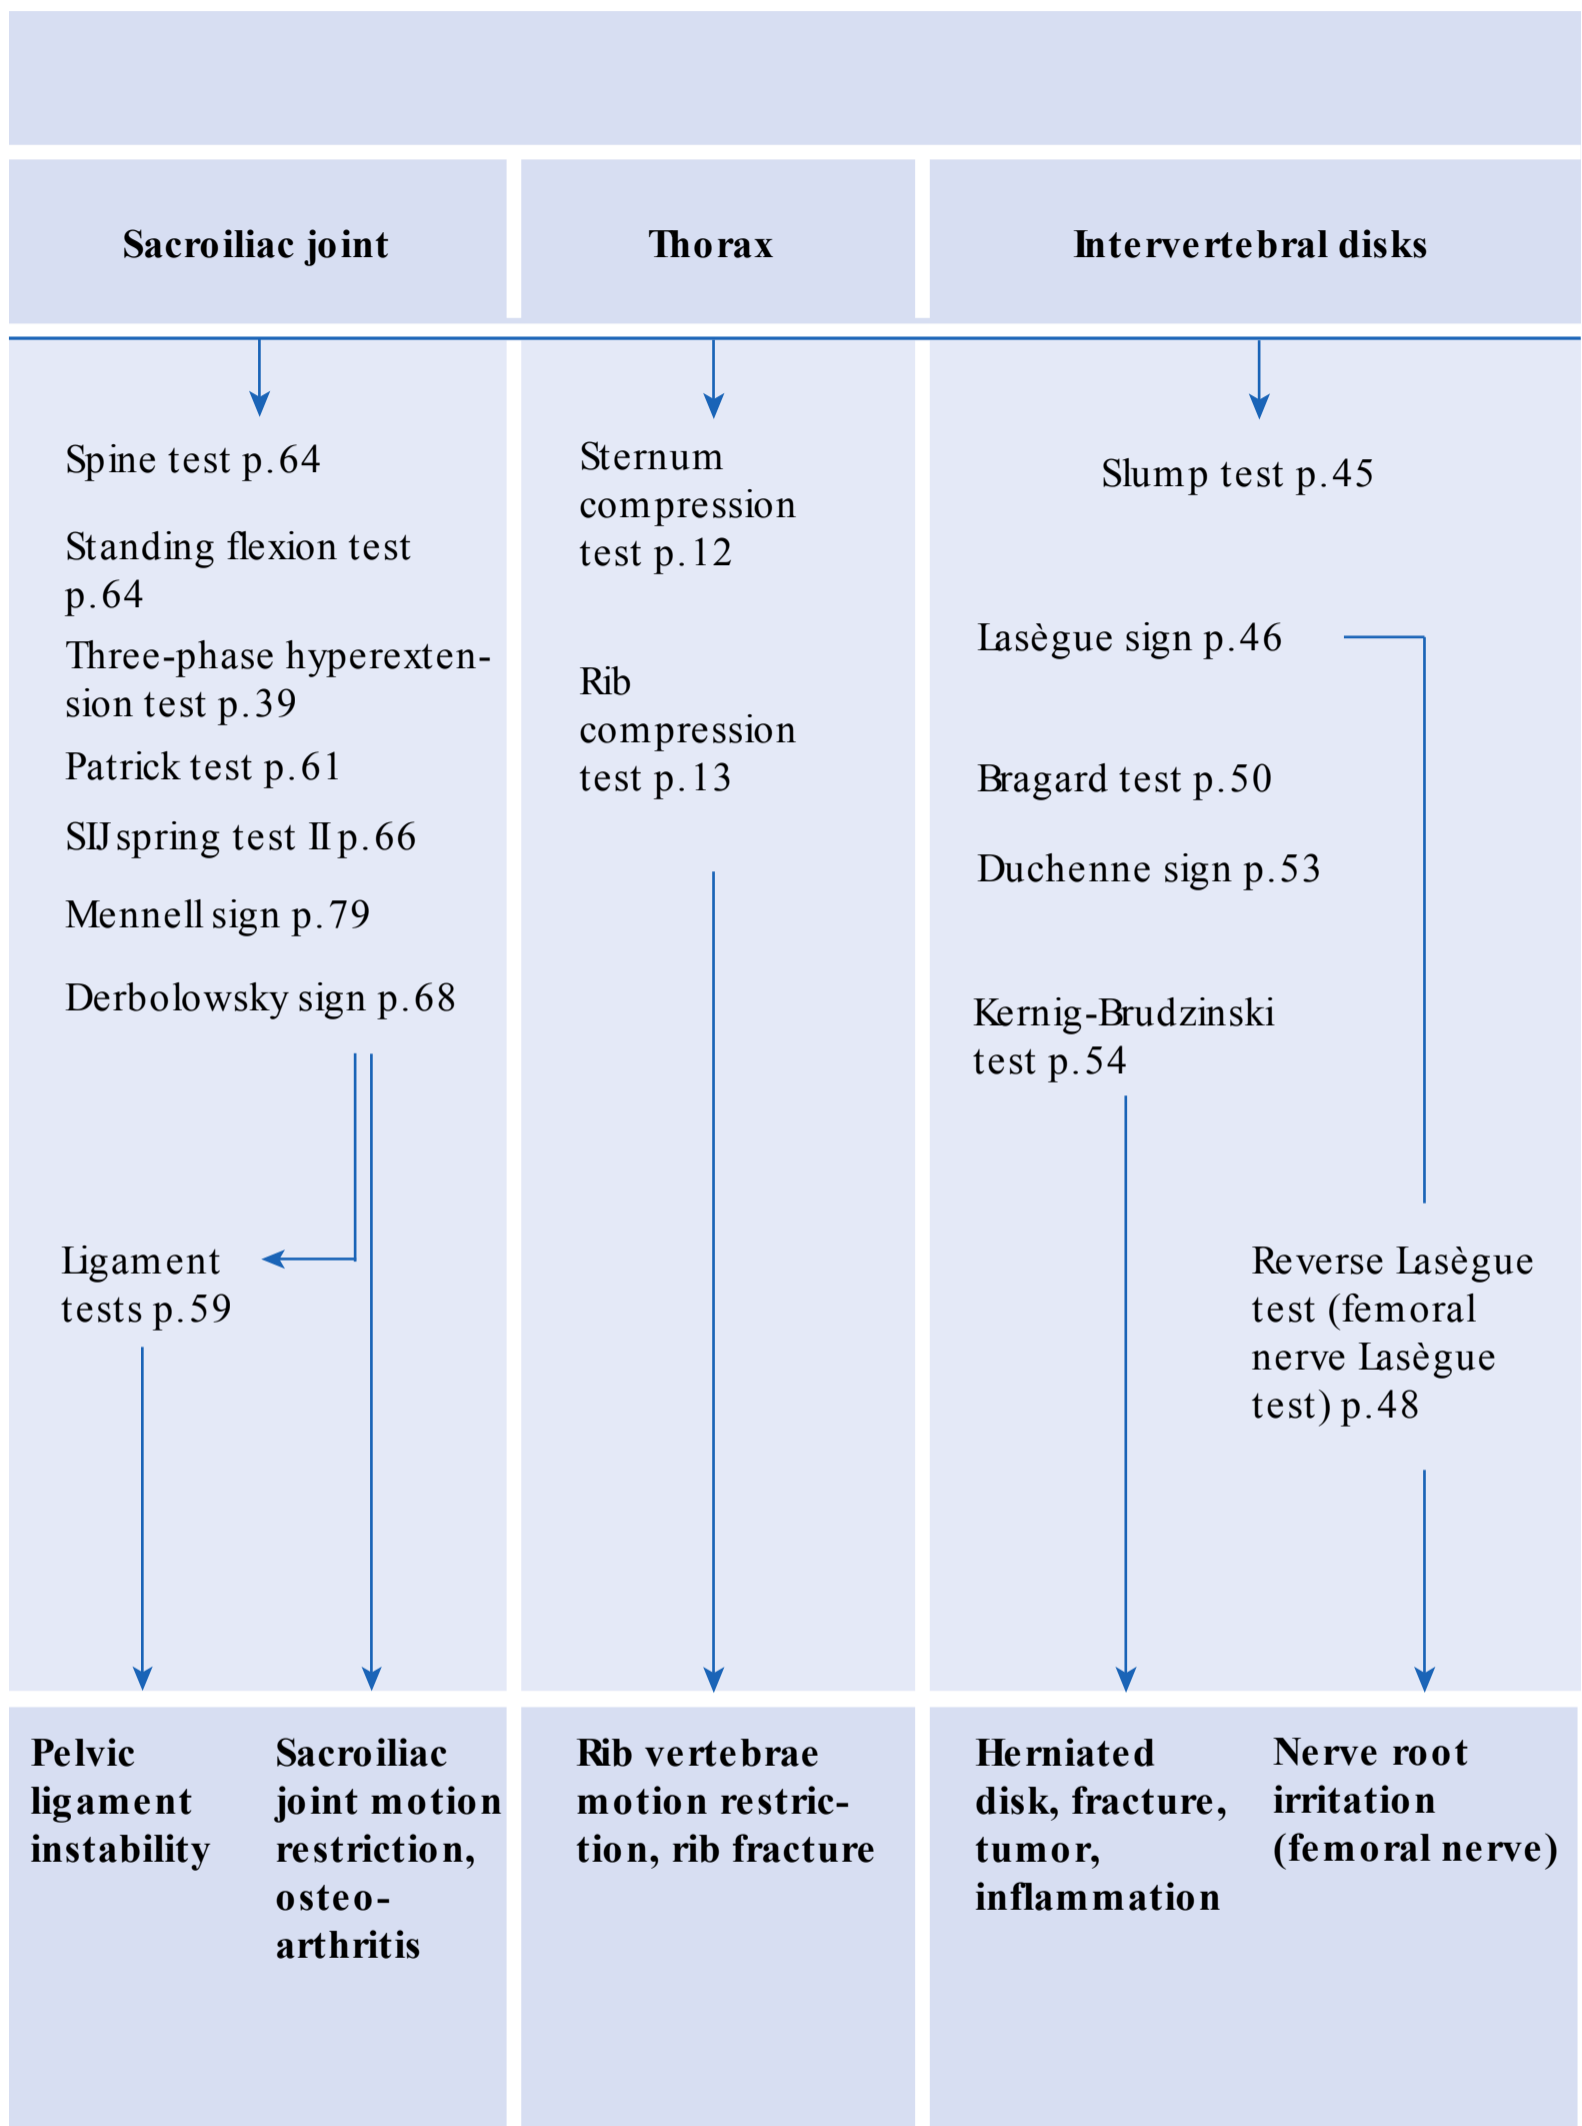 Sacroiliac joint
Thorax
Intervertebral disks
Spine test p.64
Standing flexion test
p.64
Three-phase hyperexten-
sion test p.39
Patrick test p.61
SIJ spring test II p.66
Mennell sign p.79
Derbolowsky sign p.68
Ligament
tests p.59
Sternum
compression
test p.12
Rib
compression
test p.13
Slump test p.45
Lasègue sign p.46
Bragard test p.50
Duchenne sign p.53
Kernig-Brudzinski
test p.54
Reverse Lasègue
test (femoral
nerve Lasègue
test) p.48
Pelvic
ligament
instability
Sacroiliac
joint motion
restriction,
osteo-
arthritis
Rib vertebrae
motion restric-
tion, rib fracture
Herniated
disk, fracture,
tumor,
inflammation
Nerve root
irritation
(femoral nerve)